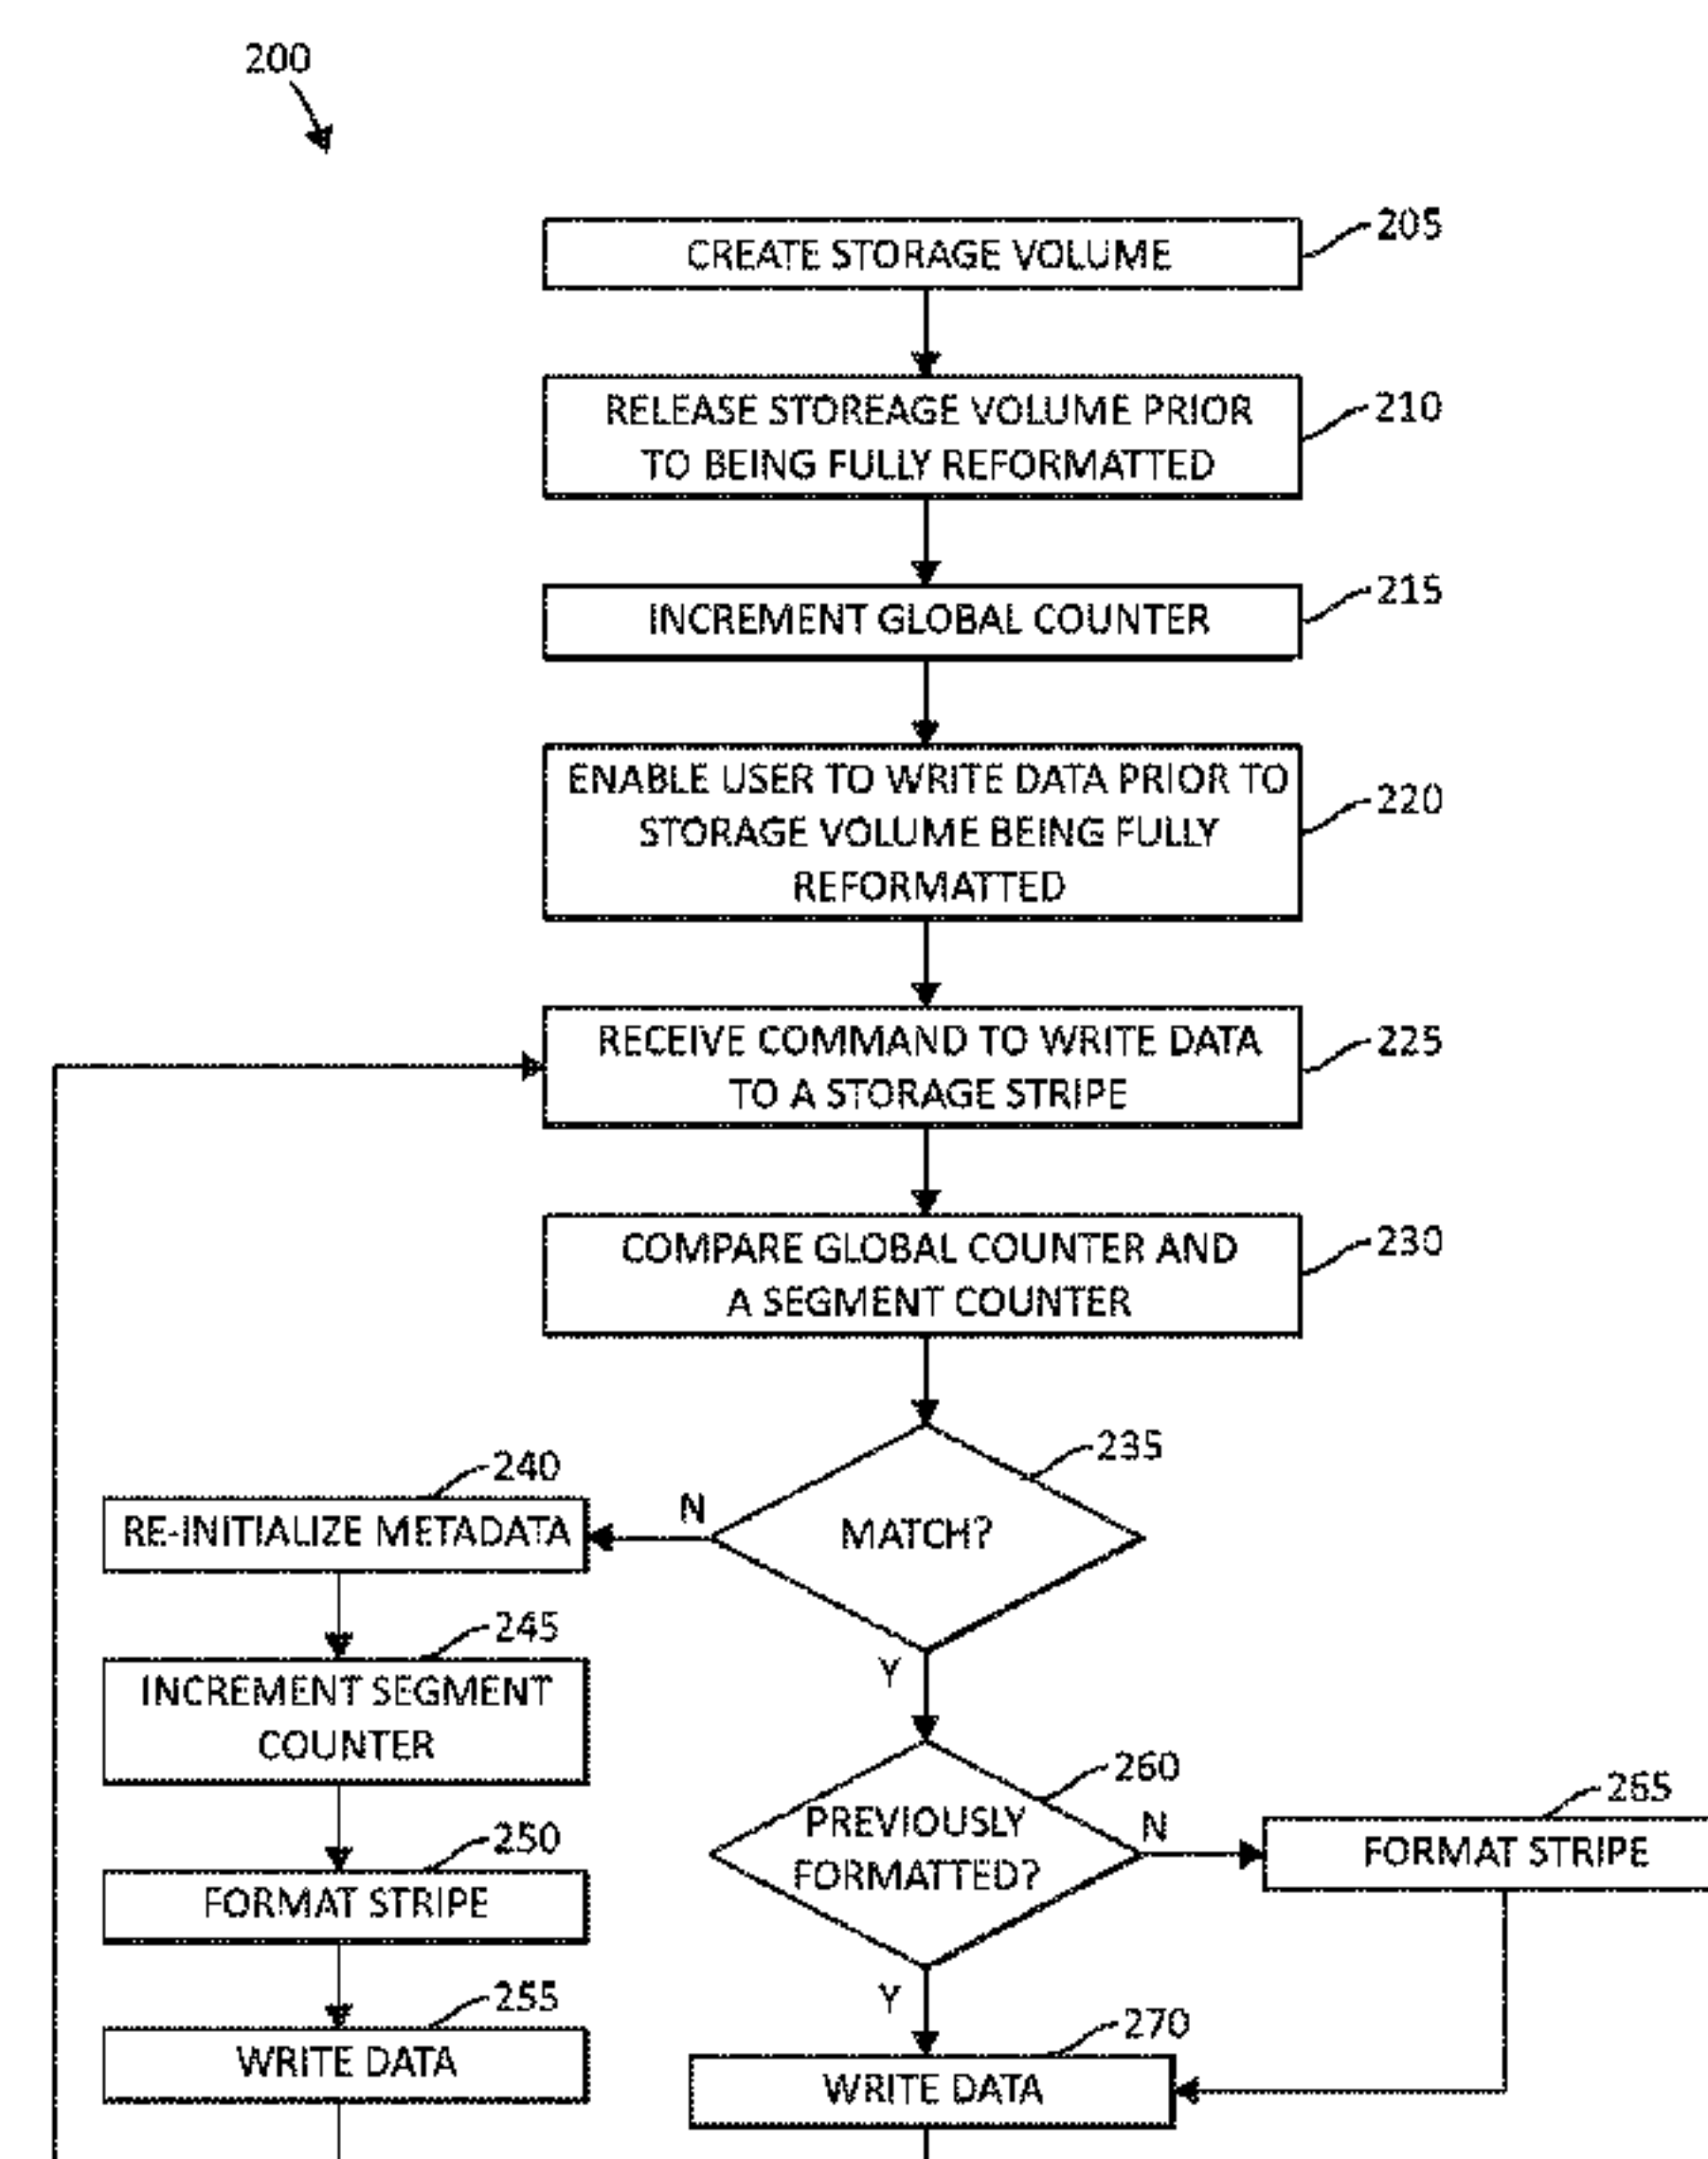 200
CREATE STORAGE VOLUME
205
RELEASE STOREAGE VOLUME PRIOR
TO BEING FULLY REFORMATTED
210
INCREMENT GLOBAL COUNTER
215
ENABLE USER TO WRITE DATA PRIOR TO
STORAGE VOLUME BEING FULLY
REFORMATTED
220
RECEIVE COMMAND TO WRITE DATA
TO A STORAGE STRIPE
225
COMPARE GLOBAL COUNTER AND
A SEGMENT COUNTER
230
MATCH?
235
N
Y
RE-INITIALIZE METADATA
240
INCREMENT SEGMENT
COUNTER
245
FORMAT STRIPE
250
WRITE DATA
255
PREVIOUSLY
FORMATTED?
260
N
Y
FORMAT STRIPE
265
WRITE DATA
270